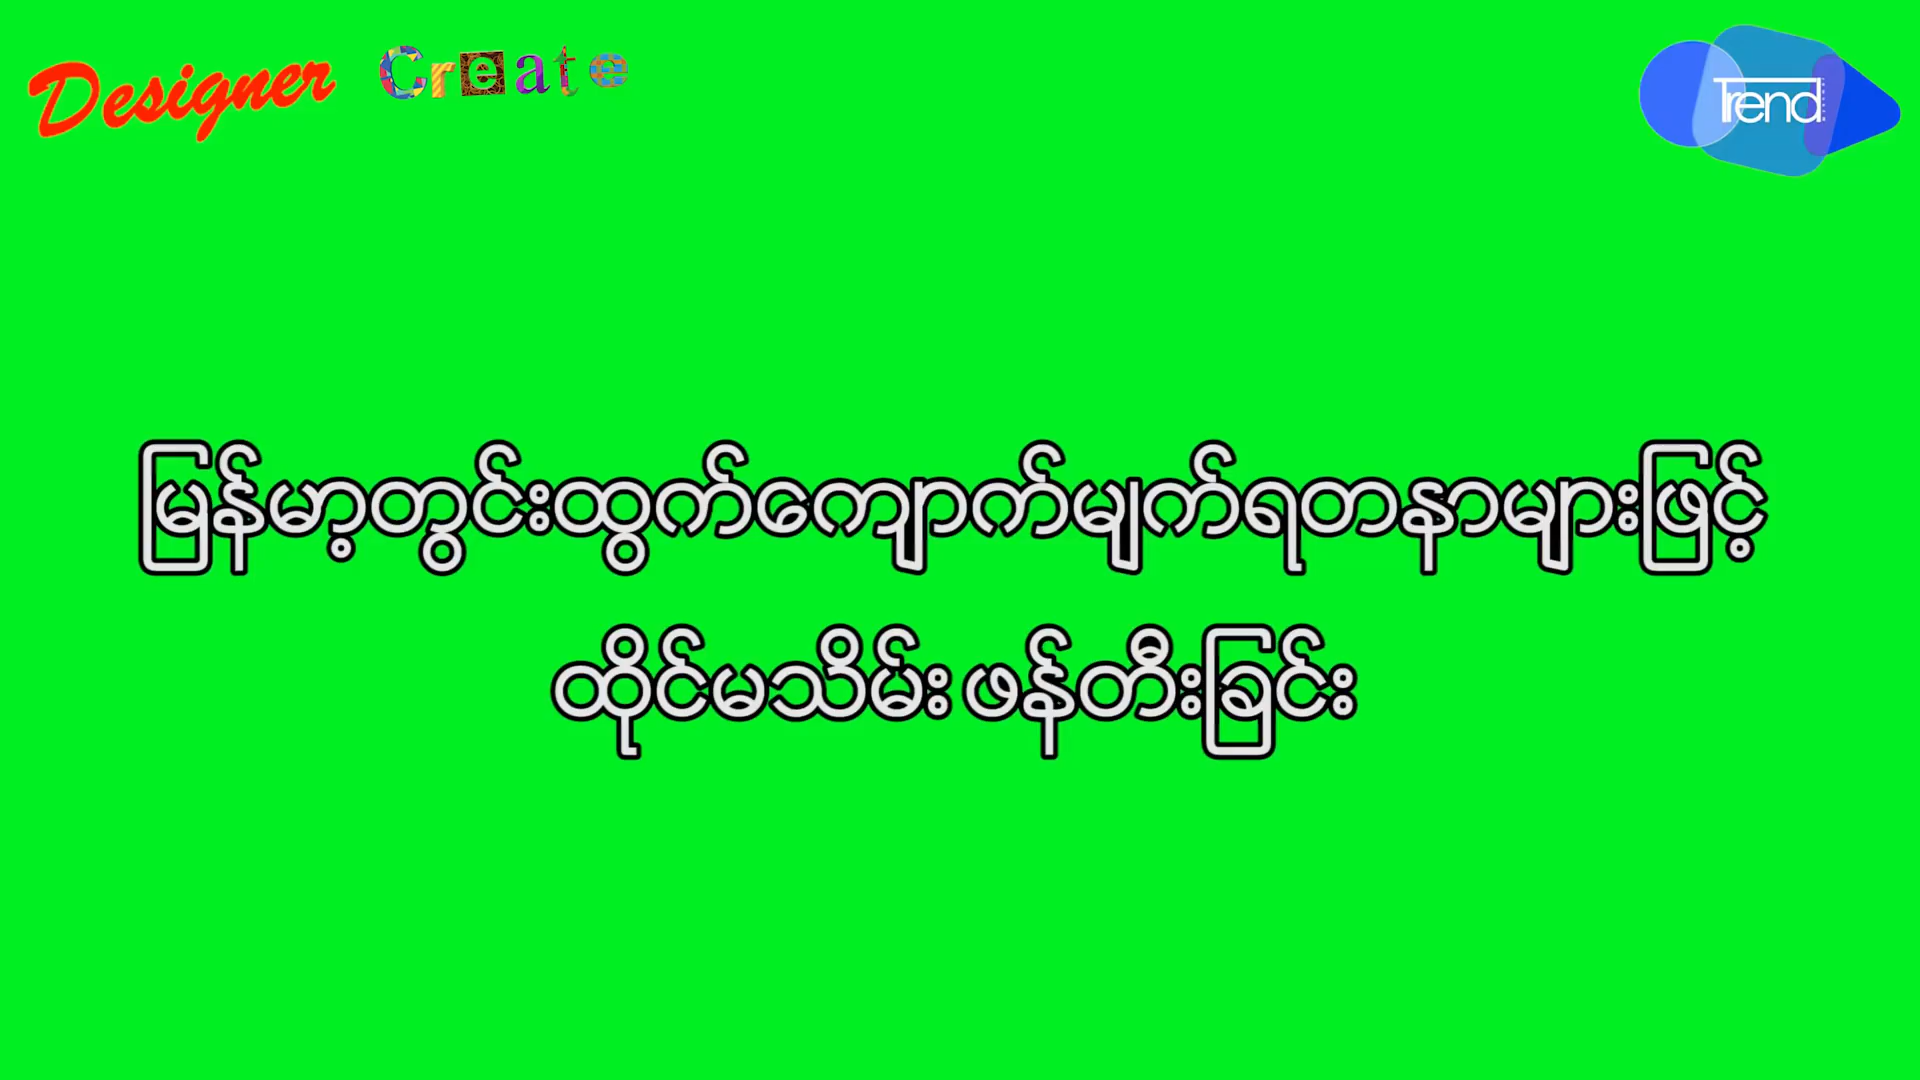 Designer Create
Trend
မြန်မာ့တွင်းထွက်ကျောက်မျက်ရတနာများဖြင့်
ထိုင်မသိမ်း ဖန်တီးခြင်း